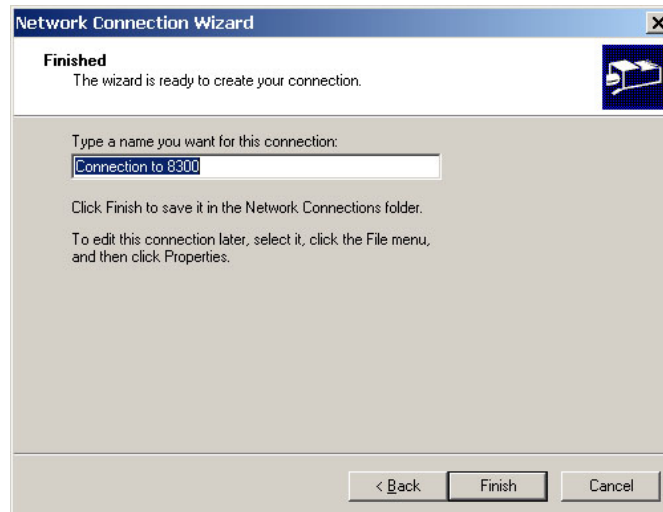 Network Connection Wizard
Finished
The wizard is ready to create your connection.
Type a name you want for this connection:
Connection to 8300
Click Finish to save it in the Network Connections folder.
To edit this connection later, select it, click the File menu,
and then click Properties.
< Back Finish Cancel